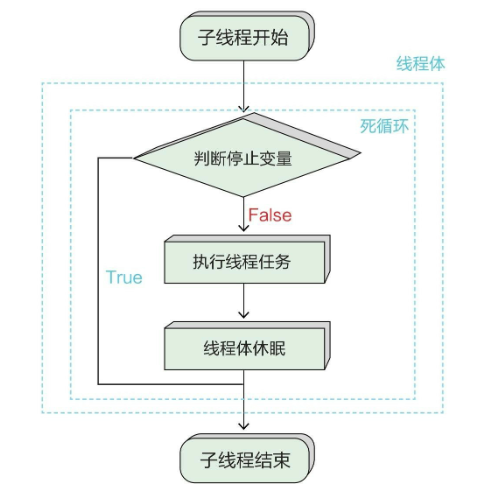 子线程开始
线程体
死循环
判断停止变量
False
执行线程任务
True
线程体休眠
子线程结束